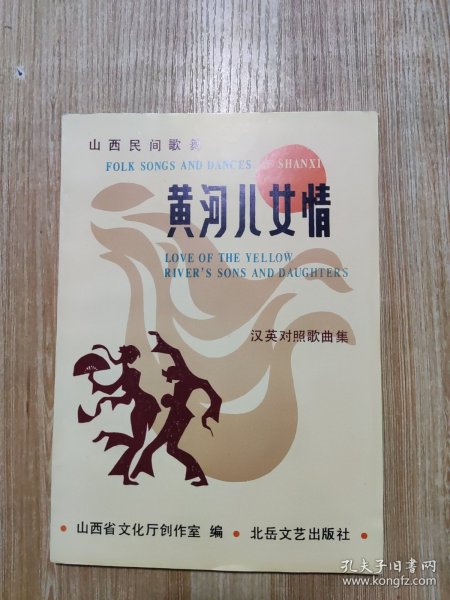 山西民间歌舞
FOLK SONGS AND DANCES OF SHANXI
黄河儿女情
LOVE OF THE YELLOW
RIVER'S SONS AND DAUGHTERS
汉英对照歌曲集
• 山西省文化厅创作室 编 • 北岳文艺出版社 •
孔夫子旧书网
www.kongfz.com